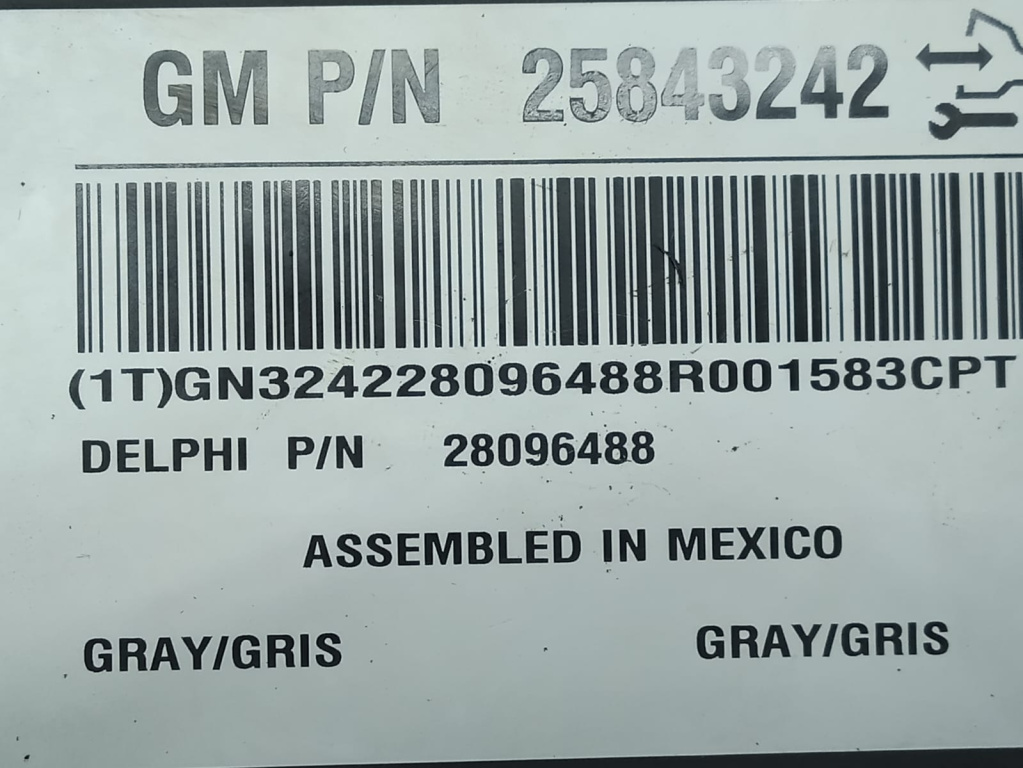 GM P/N 25843242
(1T)GN324228096488R001583CPT
DELPHI P/N 28096488
ASSEMBLED IN MEXICO
GRAY/GRIS GRAY/GRIS